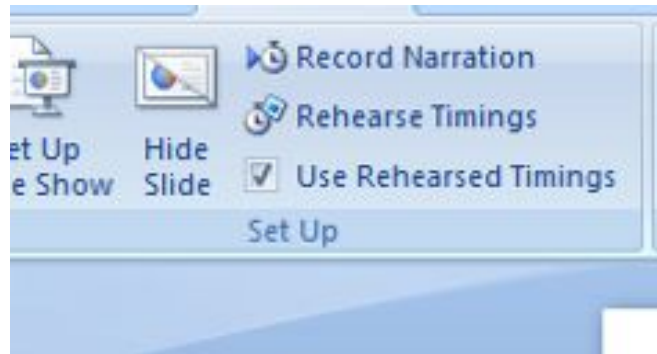 Record Narration
Rehearse Timings
et Up
e Show
Hide
Slide
Use Rehearsed Timings
Set Up